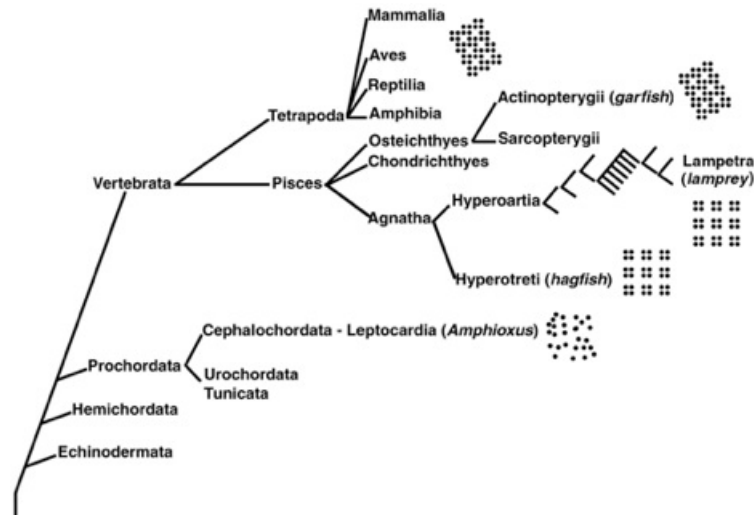 Mammalia
Aves
Reptilia
Actinopterygii (garfish)
Tetrapoda
Amphibia
Osteichthyes
Sarcopterygii
Chondrichthyes
Lampetra
(lamprey)
Vertebrata
Pisces
Hyperoartia
Agnatha
Hyperotreti (hagfish)
Cephalochordata - Leptocardia (Amphioxus)
Prochordata
Urochordata
Tunicata
Hemichordata
Echinodermata